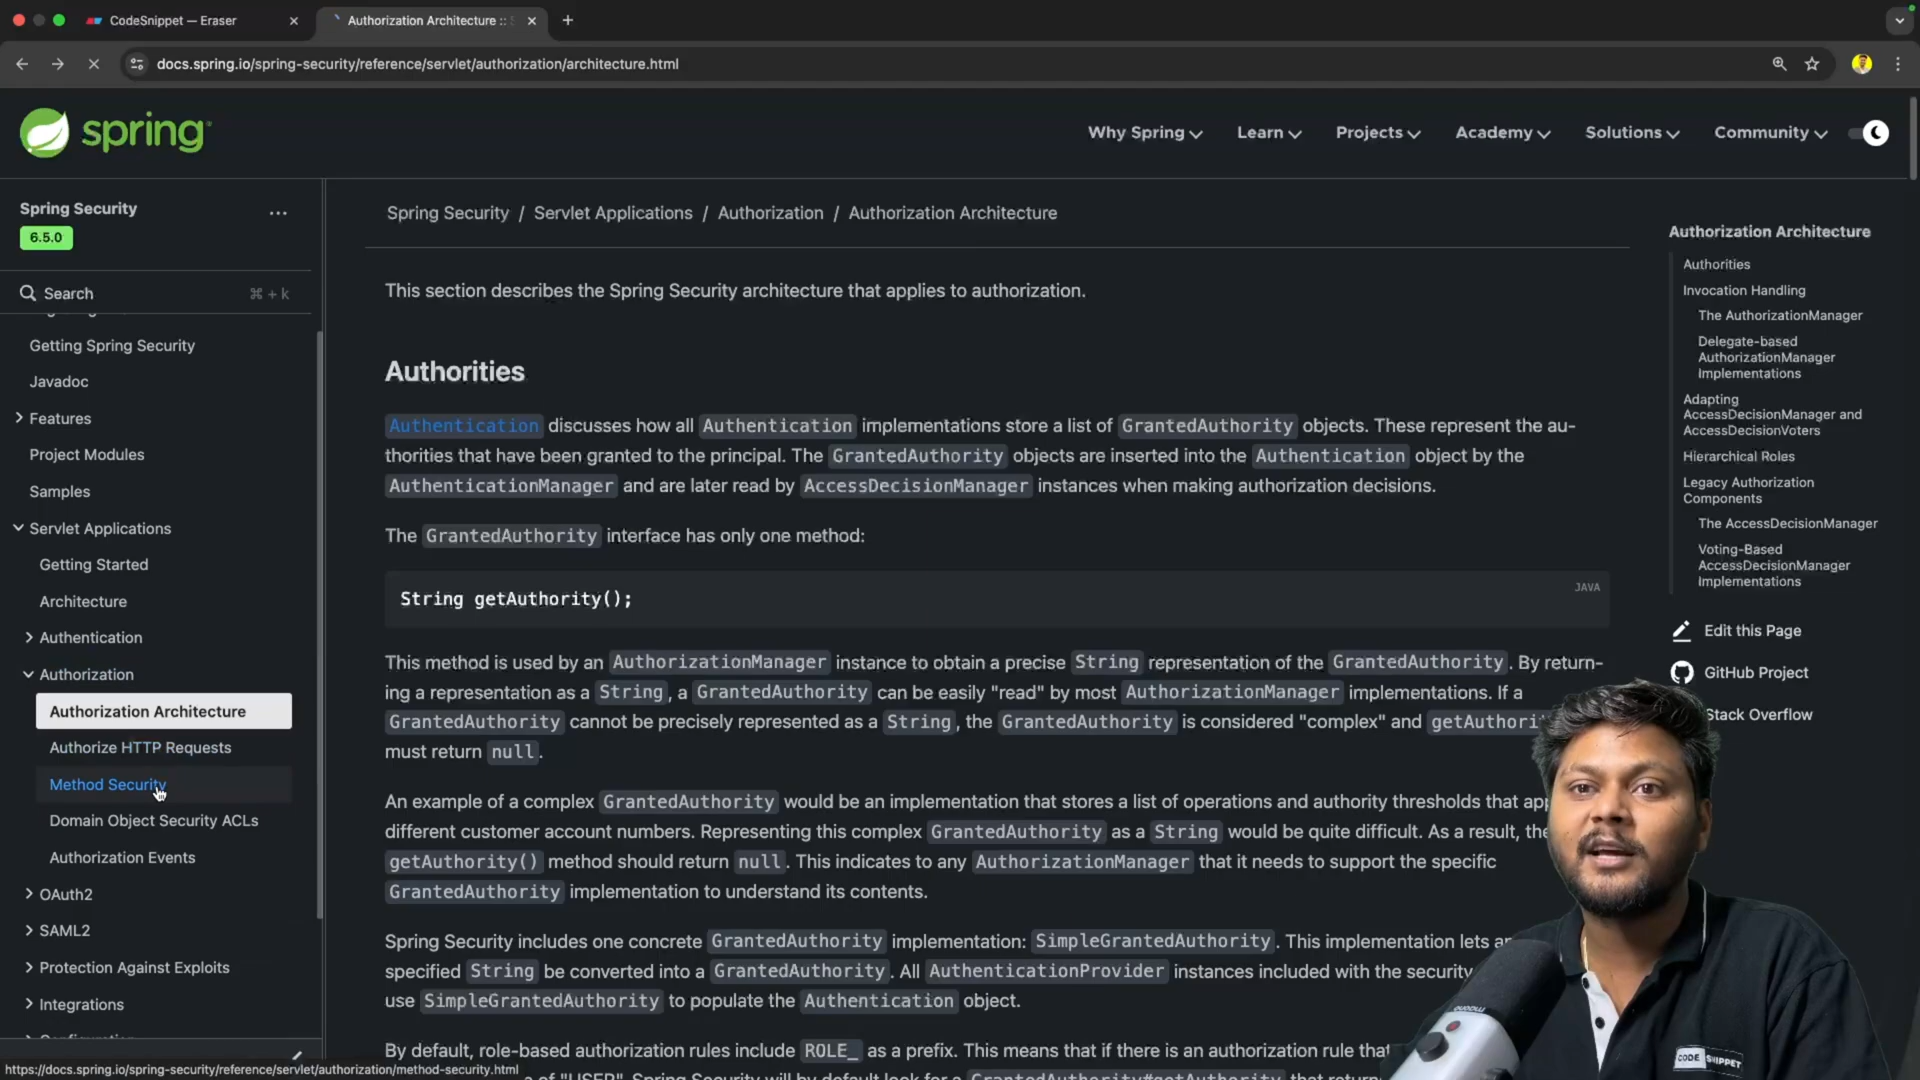 CodeSnippet — Eraser
Authorization Architecture :: S
docs.spring.io/spring-security/reference/servlet/authorization/architecture.html
spring
Why Spring
Learn
Projects
Academy
Solutions
Community
Spring Security
6.5.0
Search
⌘ + k
Getting Spring Security
Javadoc
Features
Project Modules
Samples
Servlet Applications
Getting Started
Architecture
Authentication
Authorization
Authorization Architecture
Authorize HTTP Requests
Method Security
Domain Object Security ACLs
Authorization Events
OAuth2
SAML2
Protection Against Exploits
Integrations
https://docs.spring.io/spring-security/reference/servlet/authorization/method-security.html
Spring Security / Servlet Applications / Authorization / Authorization Architecture
This section describes the Spring Security architecture that applies to authorization.
Authorities
Authentication discusses how all Authentication implementations store a list of GrantedAuthority objects. These represent the au-
thorities that have been granted to the principal. The GrantedAuthority objects are inserted into the Authentication object by the
AuthenticationManager and are later read by AccessDecisionManager instances when making authorization decisions.
The GrantedAuthority interface has only one method:
JAVA
String getAuthority();
This method is used by an AuthorizationManager instance to obtain a precise String representation of the GrantedAuthority. By return-
ing a representation as a String, a GrantedAuthority can be easily "read" by most AuthorizationManager implementations. If a
GrantedAuthority cannot be precisely represented as a String, the GrantedAuthority is considered "complex" and getAuthori
must return null.
An example of a complex GrantedAuthority would be an implementation that stores a list of operations and authority thresholds that
different customer account numbers. Representing this complex GrantedAuthority as a String would be quite difficult. As a result, the
getAuthority() method should return null. This indicates to any AuthorizationManager that it needs to support the specific
GrantedAuthority implementation to understand its contents.
Spring Security includes one concrete GrantedAuthority implementation: SimpleGrantedAuthority. This implementation lets
specified String be converted into a GrantedAuthority. All AuthenticationProvider instances included with the security
use SimpleGrantedAuthority to populate the Authentication object.
By default, role-based authorization rules include ROLE_ as a prefix. This means that if there is an authorization rule that
of "USER", Spring Security will by default look for a GrantedAuthority#getAuthority that
Authorization Architecture
Authorities
Invocation Handling
The AuthorizationManager
Delegate-based
AuthorizationManager
Implementations
Adapting
AccessDecisionManager and
AccessDecisionVoters
Hierarchical Roles
Legacy Authorization
Components
The AccessDecisionManager
Voting-Based
AccessDecisionManager
Implementations
Edit this Page
GitHub Project
Stack Overflow
maono
CODE SNIPPET